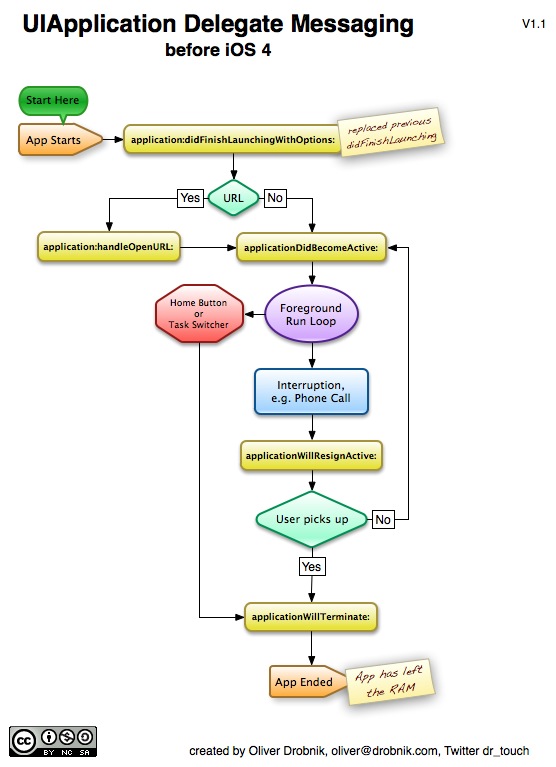 UIApplication Delegate Messaging
V1.1
before iOS 4
Start Here
App Starts
application:didFinishLaunchingWithOptions:
replaced previous
didFinishLaunching
URL
Yes
No
application:handleOpenURL:
applicationDidBecomeActive:
Home Button
or
Task Switcher
Foreground
Run Loop
Interruption,
e.g. Phone Call
applicationWillResignActive:
User picks up
No
Yes
applicationWillTerminate:
App Ended
App has left
the RAM
cc
BY NC SA
created by Oliver Drobnik, oliver@drobnik.com, Twitter dr_touch